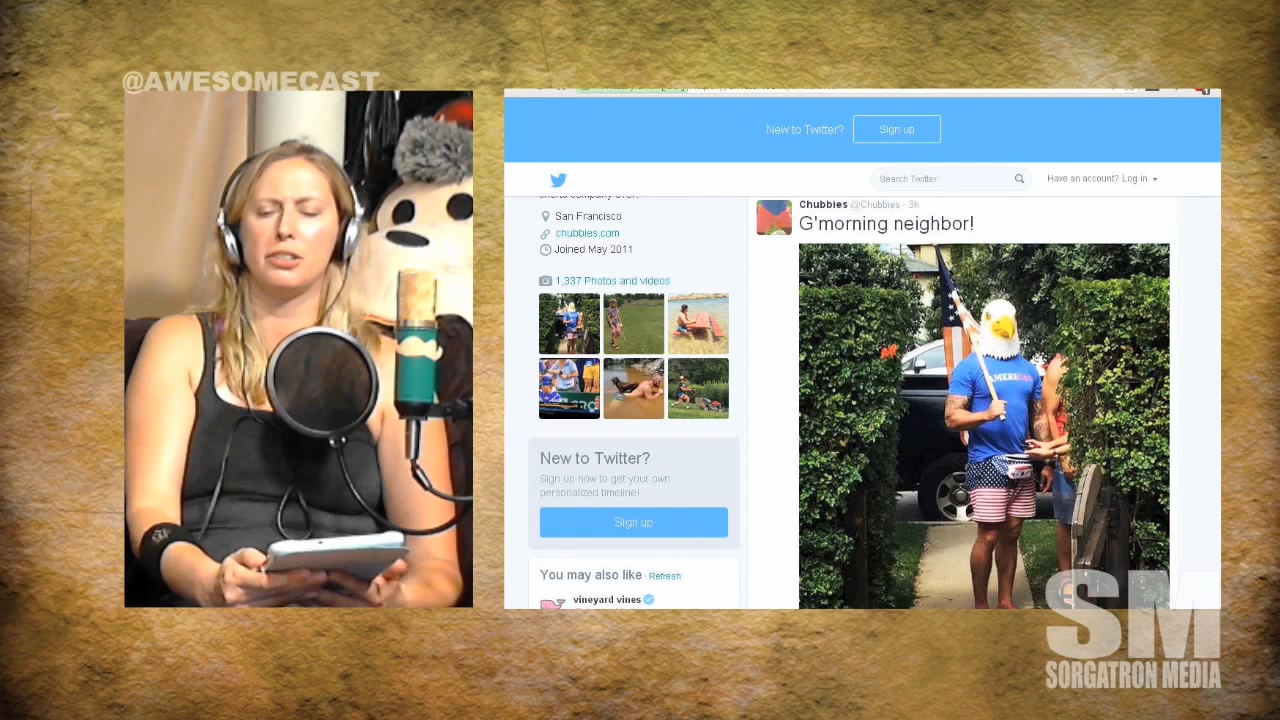 @AWESOMECAST
New to Twitter?
Sign up
Search Twitter
Have an account? Log in
San Francisco
chubbies.com
Joined May 2011
1,337 Photos and videos
New to Twitter?
Sign up now to get your own
personalized timeline!
Sign up
You may also like · Refresh
vineyard vines
Chubbies @Chubbies · 3h
G'morning neighbor!
SM
SORGATRON MEDIA